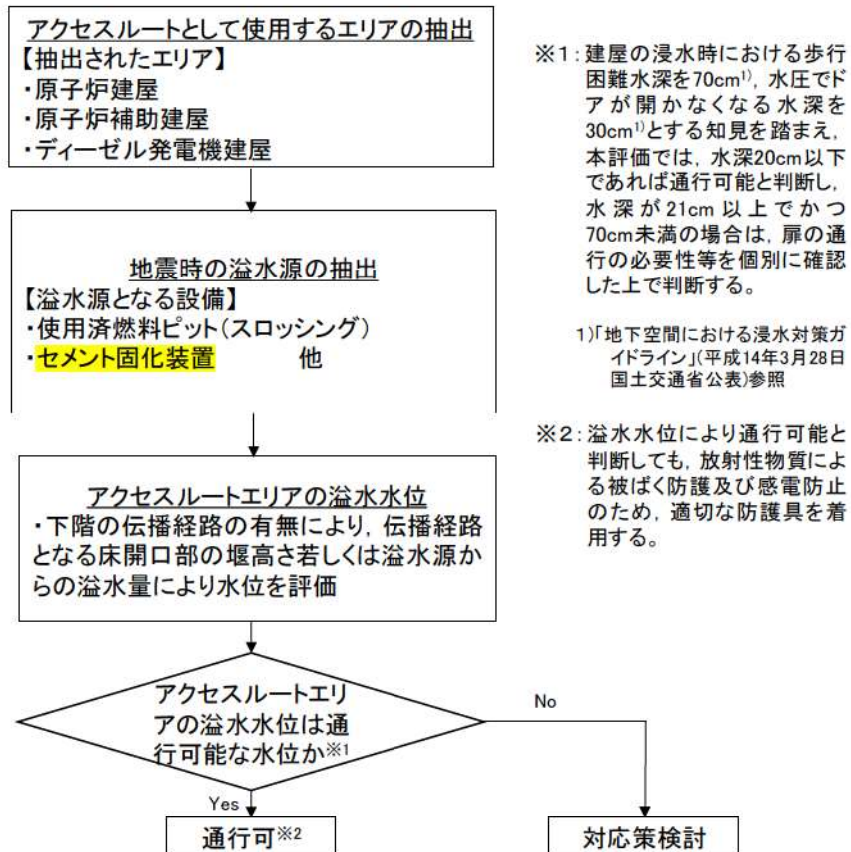 アクセスルートとして使用するエリアの抽出
【抽出されたエリア】
・原子炉建屋
・原子炉補助建屋
・ディーゼル発電機建屋
地震時の溢水源の抽出
【溢水源となる設備】
・使用済燃料ピット(スロッシング)
・セメント固化装置 他
アクセスルートエリアの溢水水位
・下階の伝播経路の有無により,伝播経路
となる床開口部の堰高さ若しくは溢水源か
らの溢水量により水位を評価
アクセスルートエリ
アの溢水水位は通
行可能な水位か※1
No
Yes
通行可※2
対応策検討
※1:建屋の浸水時における歩行
困難水深を70cm1),水圧でド
アが開かなくなる水深を
30cm1)とする知見を踏まえ,
本評価では,水深20cm以下
であれば通行可能と判断し,
水深が21cm以上でかつ
70cm未満の場合は,扉の通
行の必要性等を個別に確認
した上で判断する。
1)「地下空間における浸水対策ガ
イドライン」(平成14年3月28日
国土交通省公表)参照
※2:溢水水位により通行可能と
判断しても,放射性物質によ
る被ばく防護及び感電防止
のため,適切な防護具を着
用する。